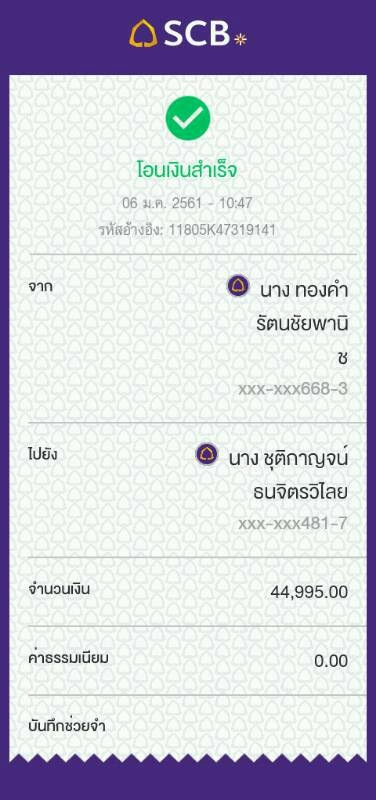 SCB
โอนเงินสำเร็จ
06 ม.ค. 2561 - 10:47
รหัสอ้างอิง: 11805K47319141
จาก
นาง ทองคำ
รัตนชัยพานิ
ช
xxx-xxx668-3
ไปยัง
นาง ชุติกาญจน์
ธนจิตรวิไลย
xxx-xxx481-7
จำนวนเงิน 44,995.00
ค่าธรรมเนียม 0.00
บันทึกช่วยจำ